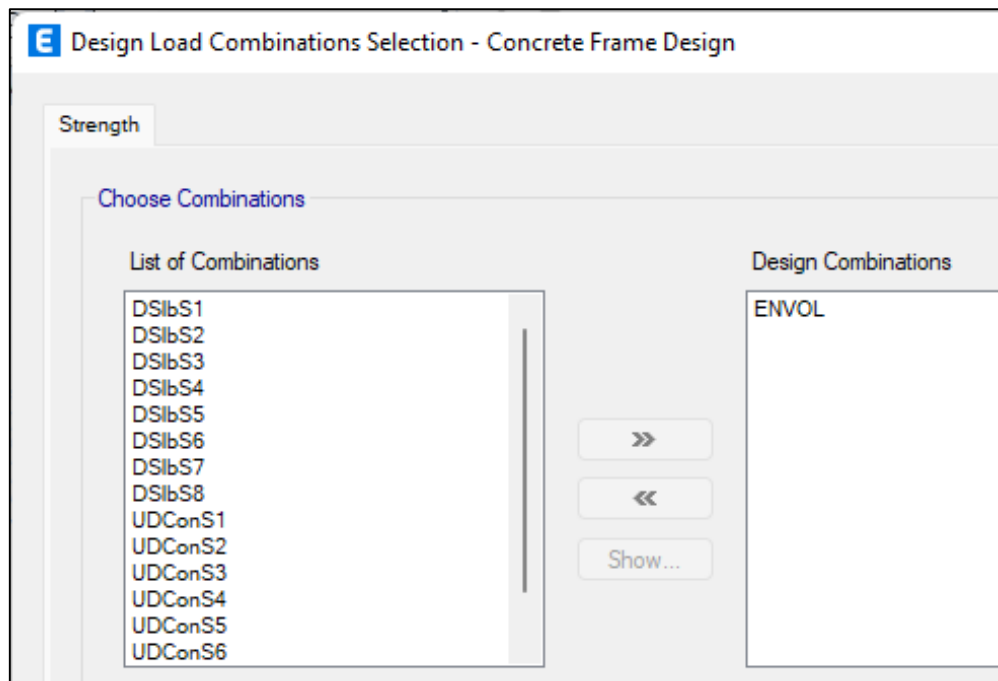 E Design Load Combinations Selection - Concrete Frame Design
Strength
Choose Combinations
List of Combinations
DSlbS1
DSlbS2
DSlbS3
DSlbS4
DSlbS5
DSlbS6
DSlbS7
DSlbS8
UDConS1
UDConS2
UDConS3
UDConS4
UDConS5
UDConS6
>>
<<
Show...
Design Combinations
ENVOL